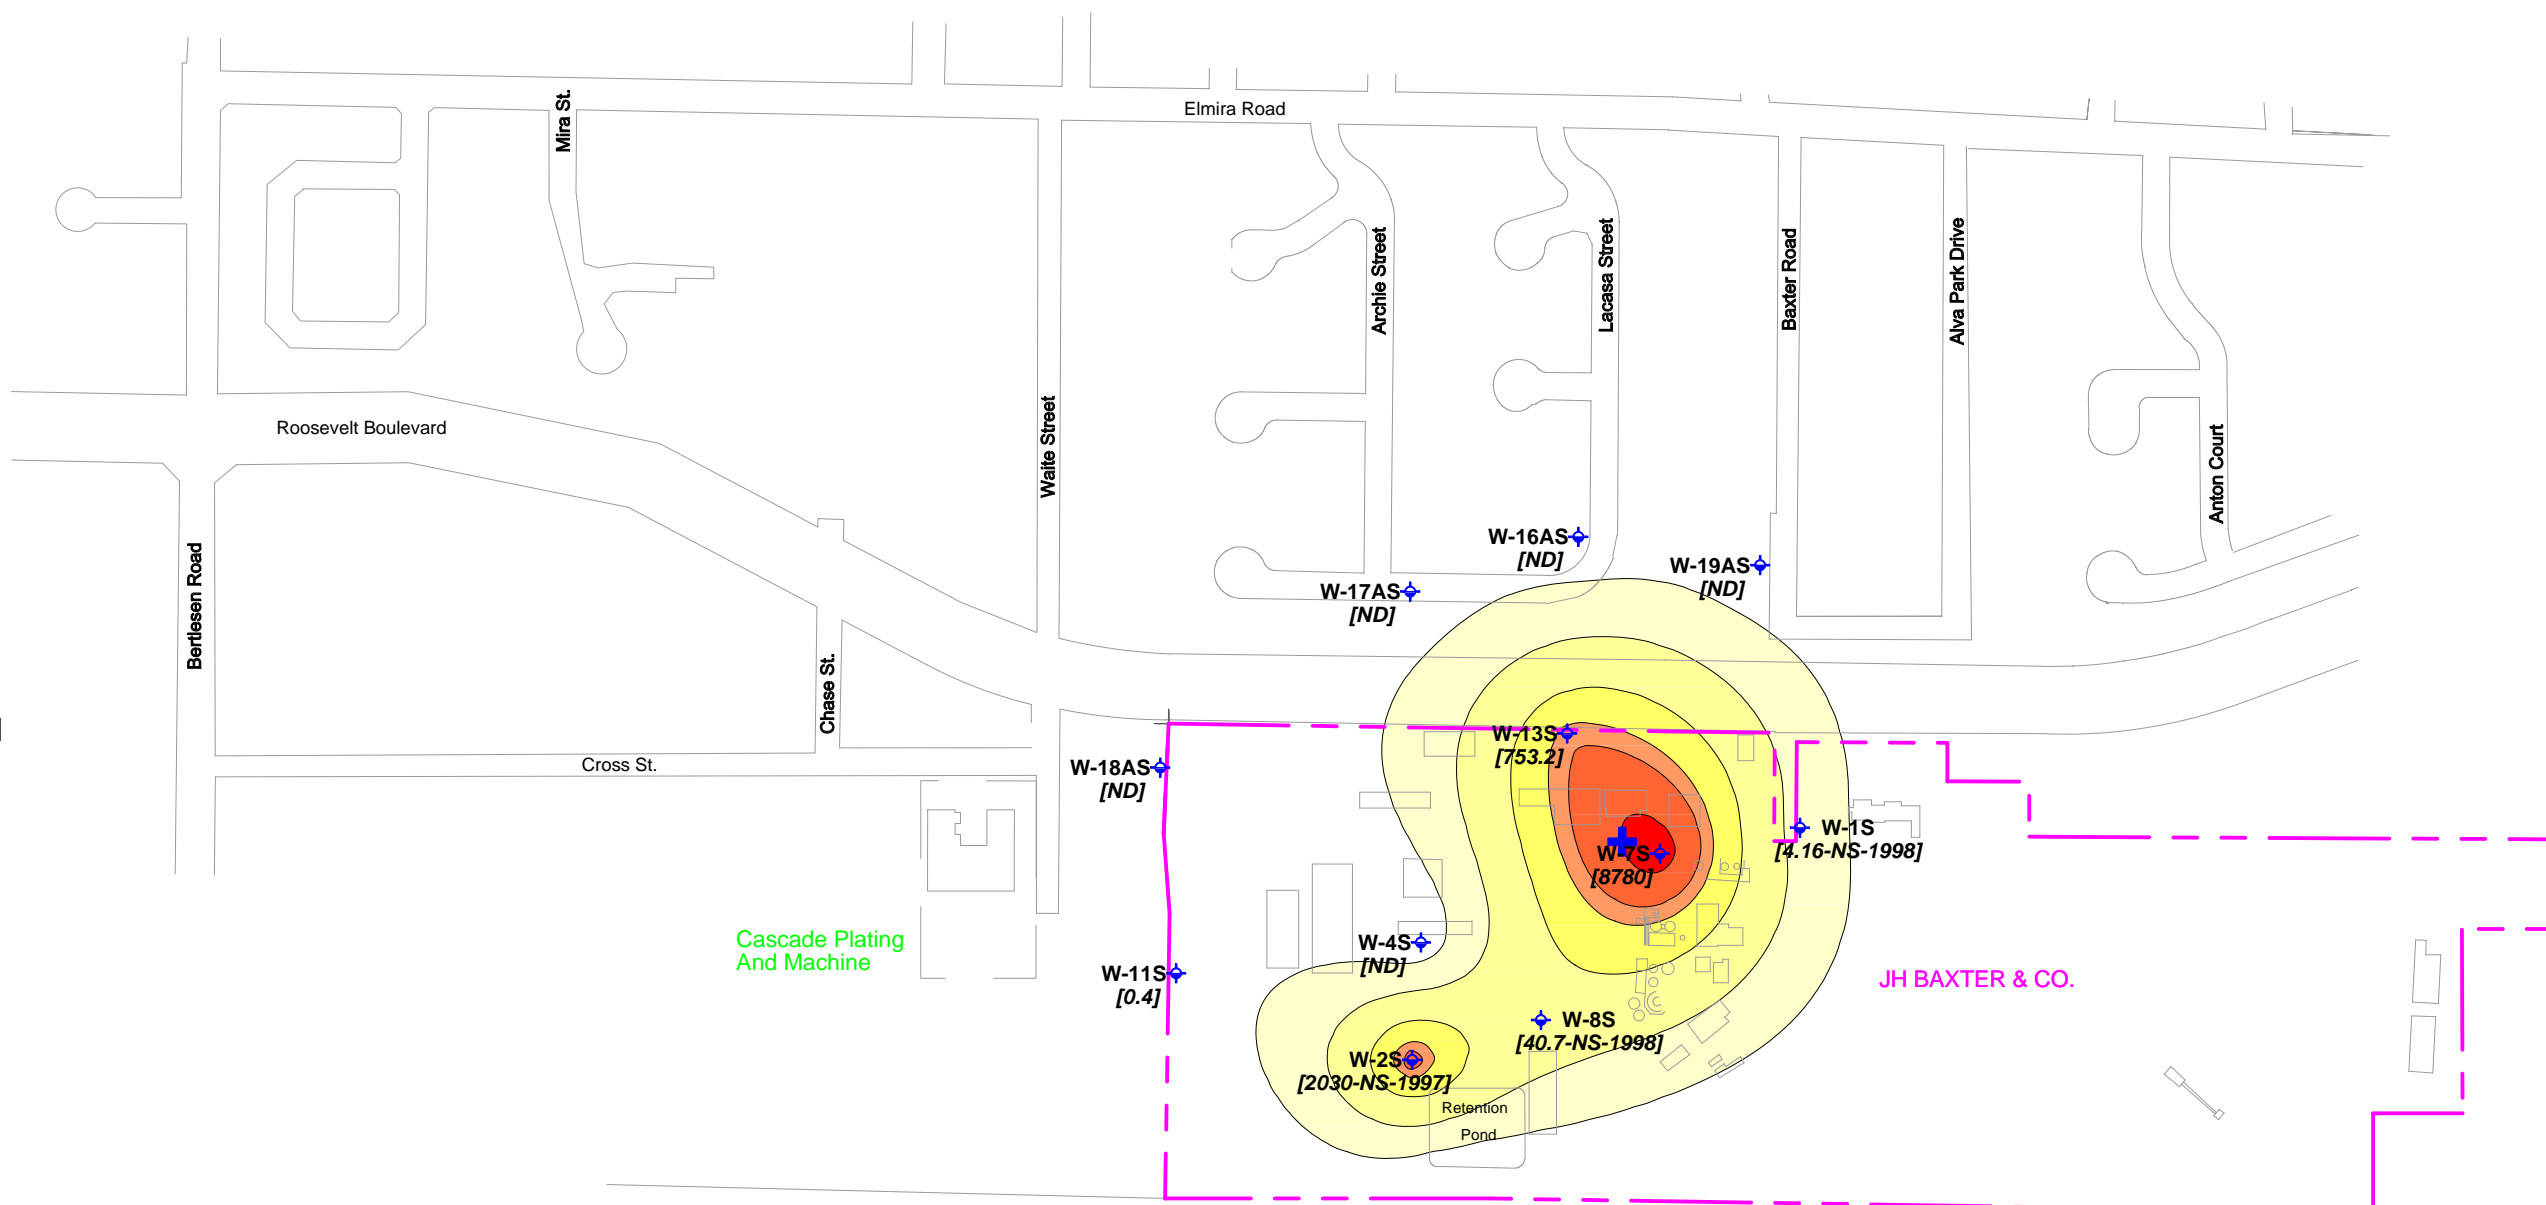 Elmira Road
Mira St.
Archie Street
Lacasa Street
Baxter Road
Alva Park Drive
Roosevelt Boulevard
Waite Street
Anton Court
Bertlesen Road
Chase St.
Cross St.
W-16AS
[ND]
W-19AS
[ND]
W-17AS
[ND]
W-13S
[753.2]
W-18AS
[ND]
W-1S
[4.16-NS-1998]
W-7S
[8780]
Cascade Plating
And Machine
W-4S
[ND]
W-11S
[0.4]
JH BAXTER & CO.
W-8S
[40.7-NS-1998]
W-2S
[2030-NS-1997]
Retention
Pond